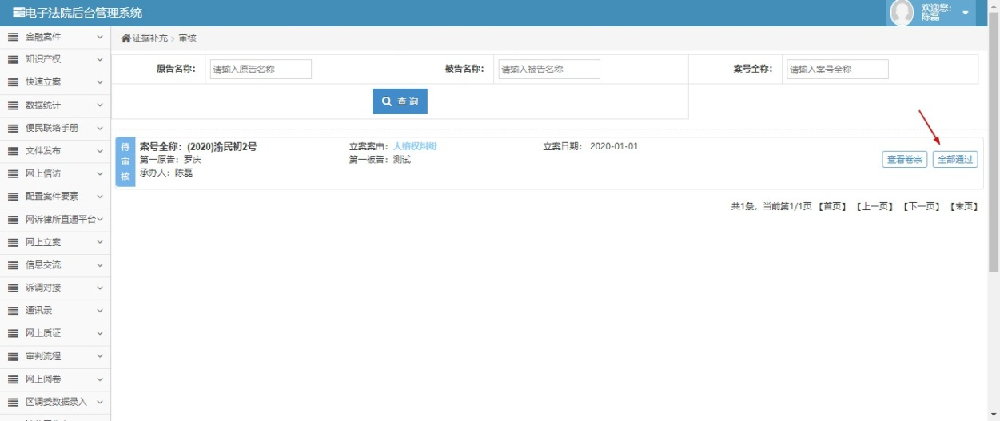 电子法院后台管理系统
欢迎您：
陈磊
金融案件
知识产权
快速立案
数据统计
便民联络手册
文件发布
网上信访
配置案件要素
网诉律所直通平台
网上立案
信息交流
诉调对接
通讯录
网上质证
审判流程
网上阅卷
区调委数据录入
证据补充 > 审核
原告名称： 请输入原告名称 被告名称： 请输入被告名称 案号全称： 请输入案号全称
查 询
待审核
案号全称：(2020)渝民初2号 立案案由：人格权纠纷 立案日期： 2020-01-01
第一原告：罗庆 第一被告：测试
承办人：陈磊
查看卷宗 全部通过
共1条，当前第1/1页 【首页】 【上一页】 【下一页】 【末页】